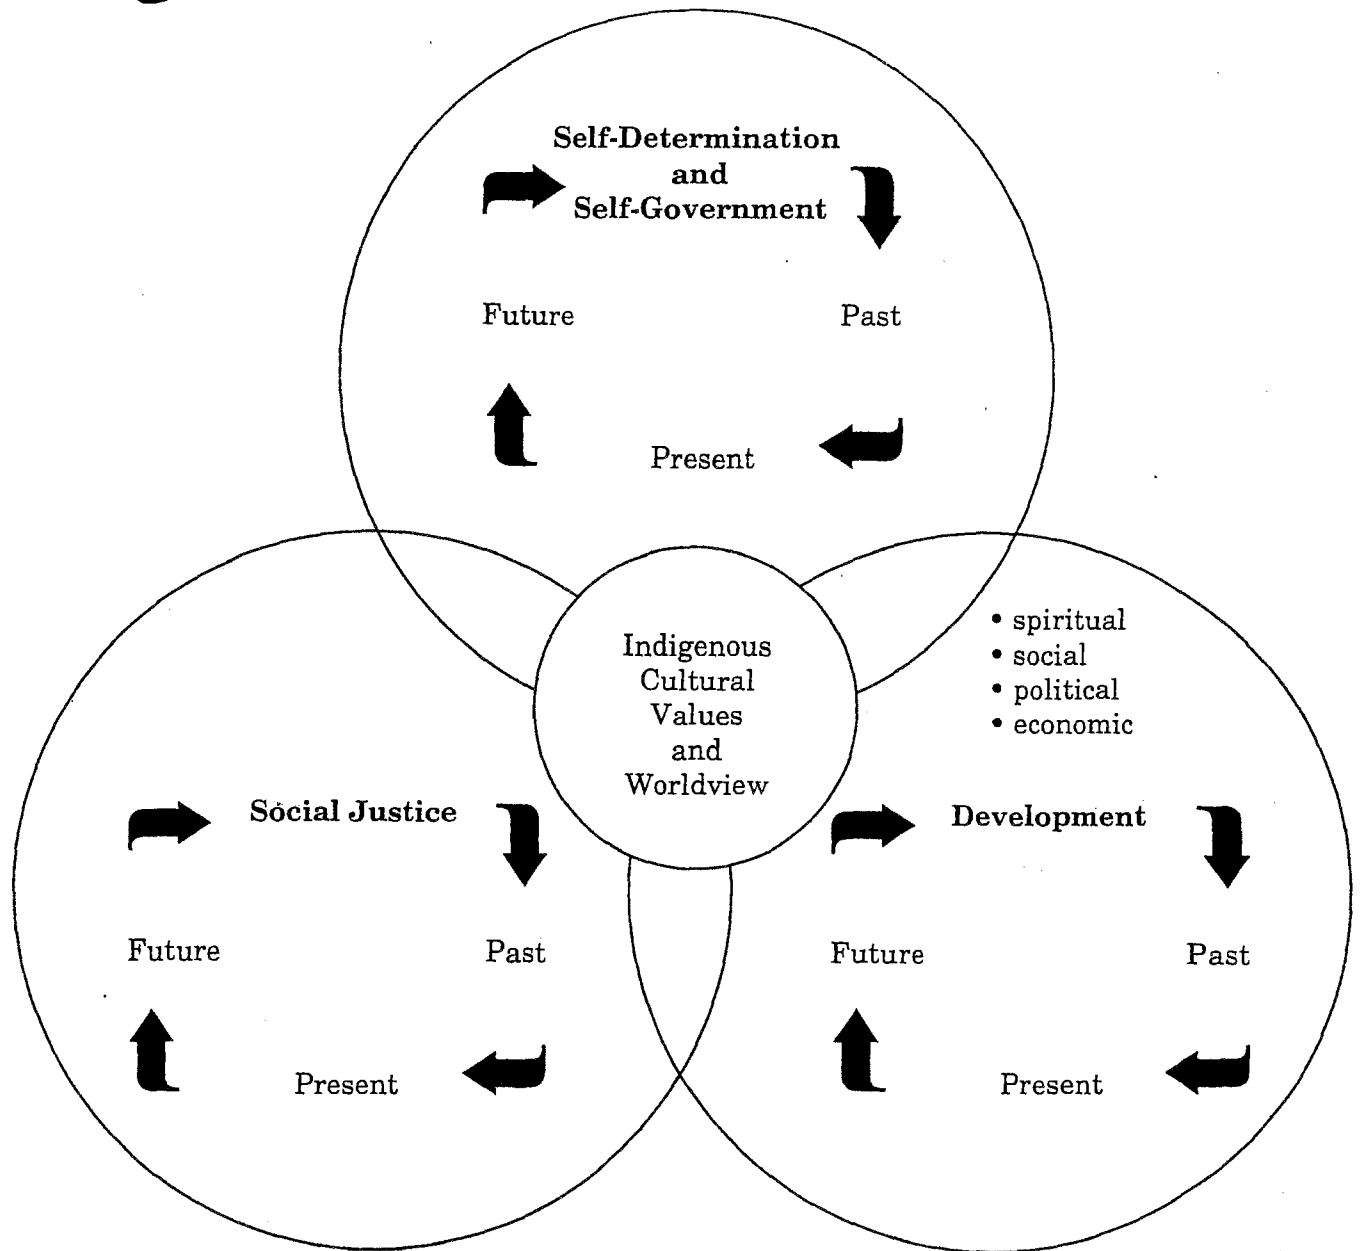 Self-Determination
and
Self-Government
Future
Past
Present
Indigenous
Cultural
Values
and
Worldview
• spiritual
• social
• political
• economic
Social Justice
Future
Past
Present
Development
Future
Past
Present